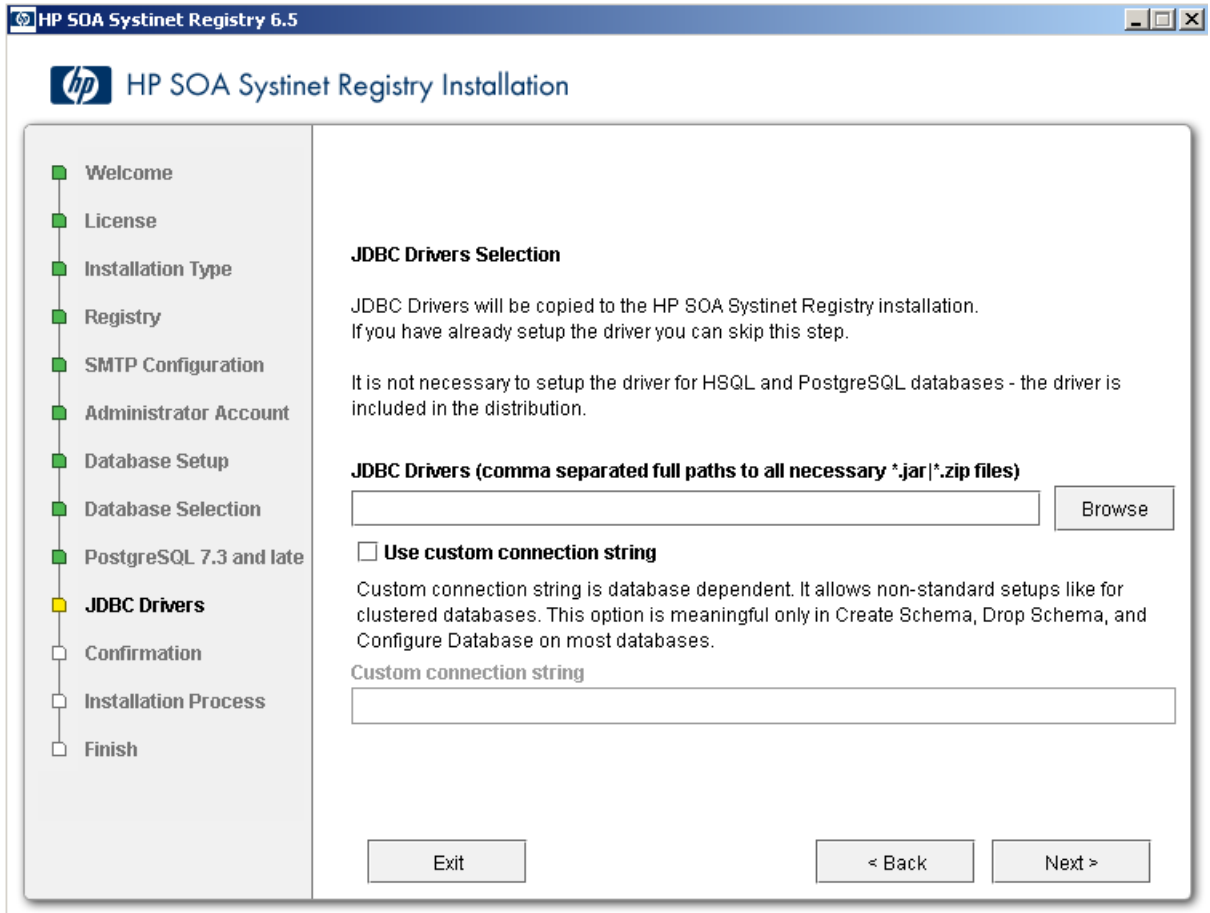 HP SOA Systinet Registry 6.5
hp HP SOA Systinet Registry Installation
Welcome
License
Installation Type
Registry
SMTP Configuration
Administrator Account
Database Setup
Database Selection
PostgreSQL 7.3 and late
JDBC Drivers
Confirmation
Installation Process
Finish
JDBC Drivers Selection
JDBC Drivers will be copied to the HP SOA Systinet Registry installation.
If you have already setup the driver you can skip this step.
It is not necessary to setup the driver for HSQL and PostgreSQL databases - the driver is
included in the distribution.
JDBC Drivers (comma separated full paths to all necessary *.jar|*.zip files)
Browse
Use custom connection string
Custom connection string is database dependent. It allows non-standard setups like for
clustered databases. This option is meaningful only in Create Schema, Drop Schema, and
Configure Database on most databases.
Custom connection string
Exit
< Back
Next >